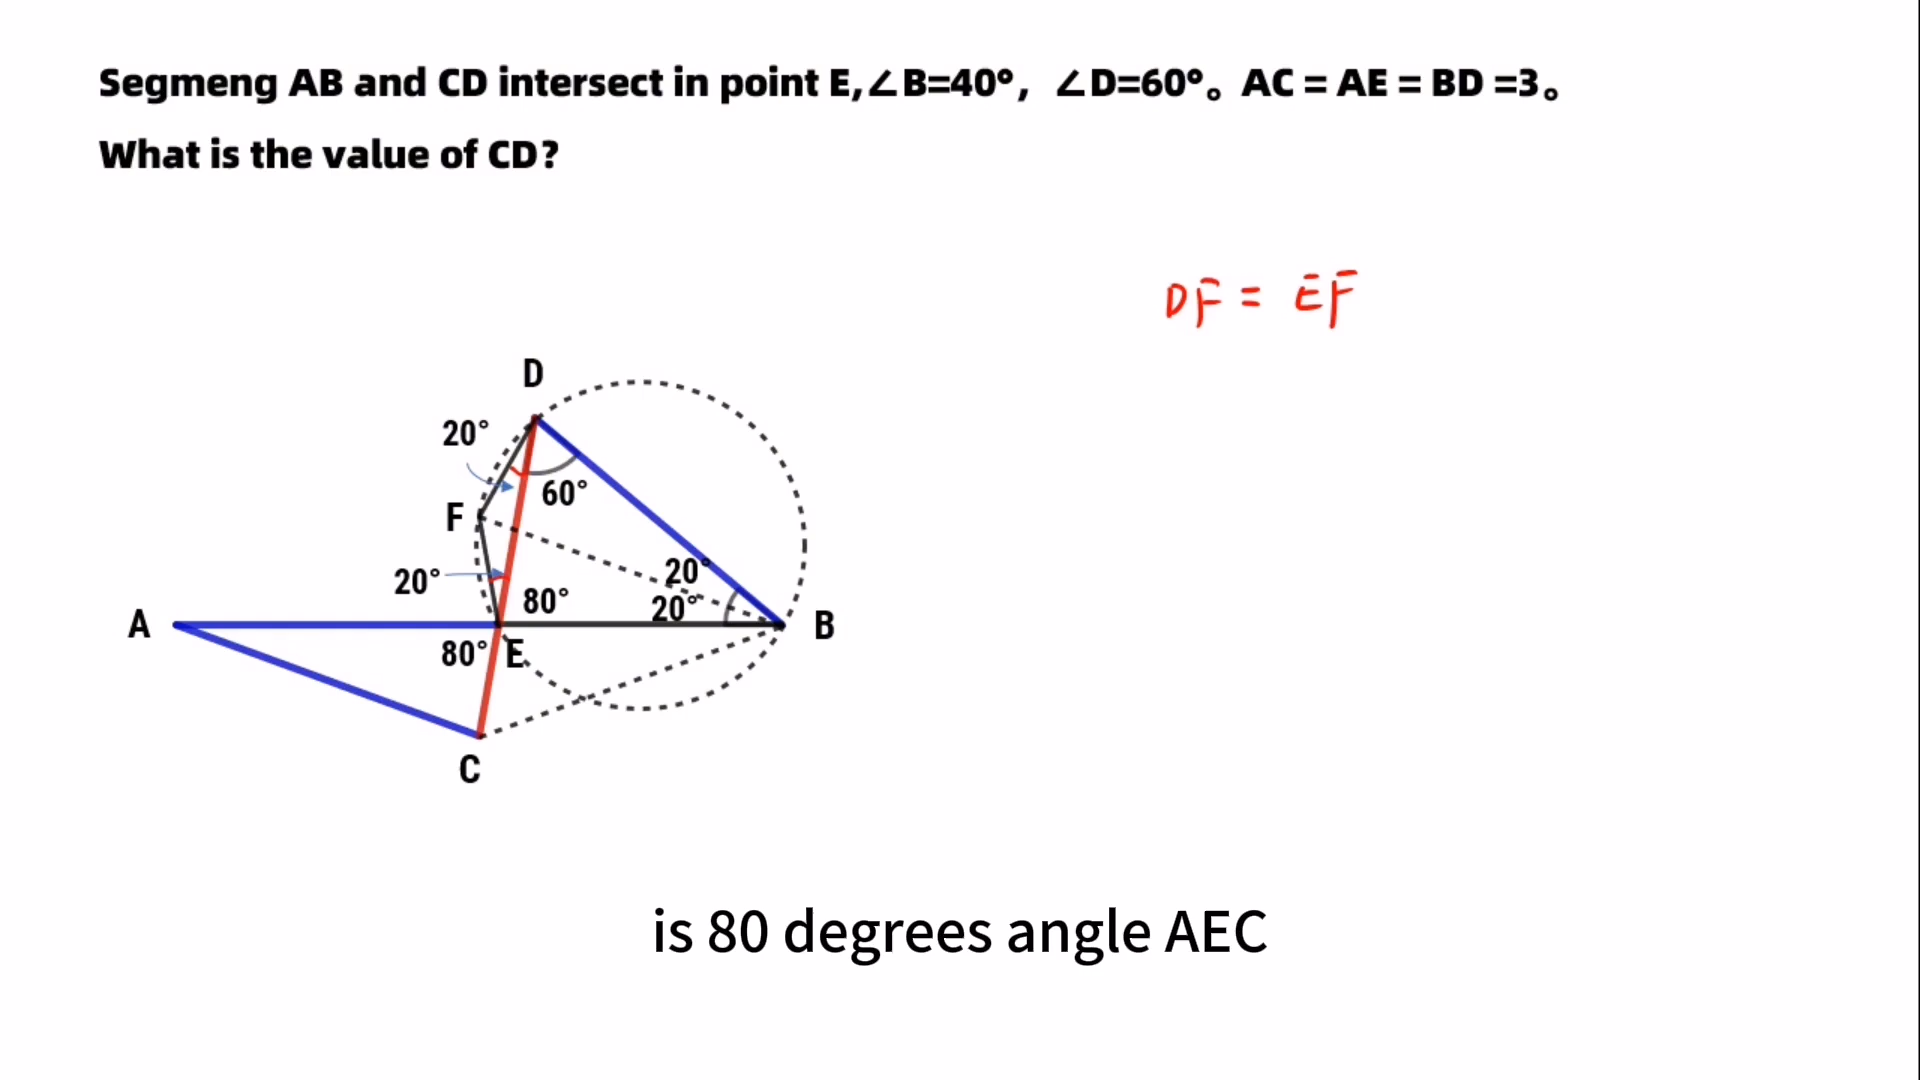 Segmeng AB and CD intersect in point E,∠B=40°, ∠D=60°。AC = AE = BD =3。
What is the value of CD?
DF = EF
D
20°
60°
F
20°
20°
80°
20°
A
B
80°
E
C
is 80 degrees angle AEC